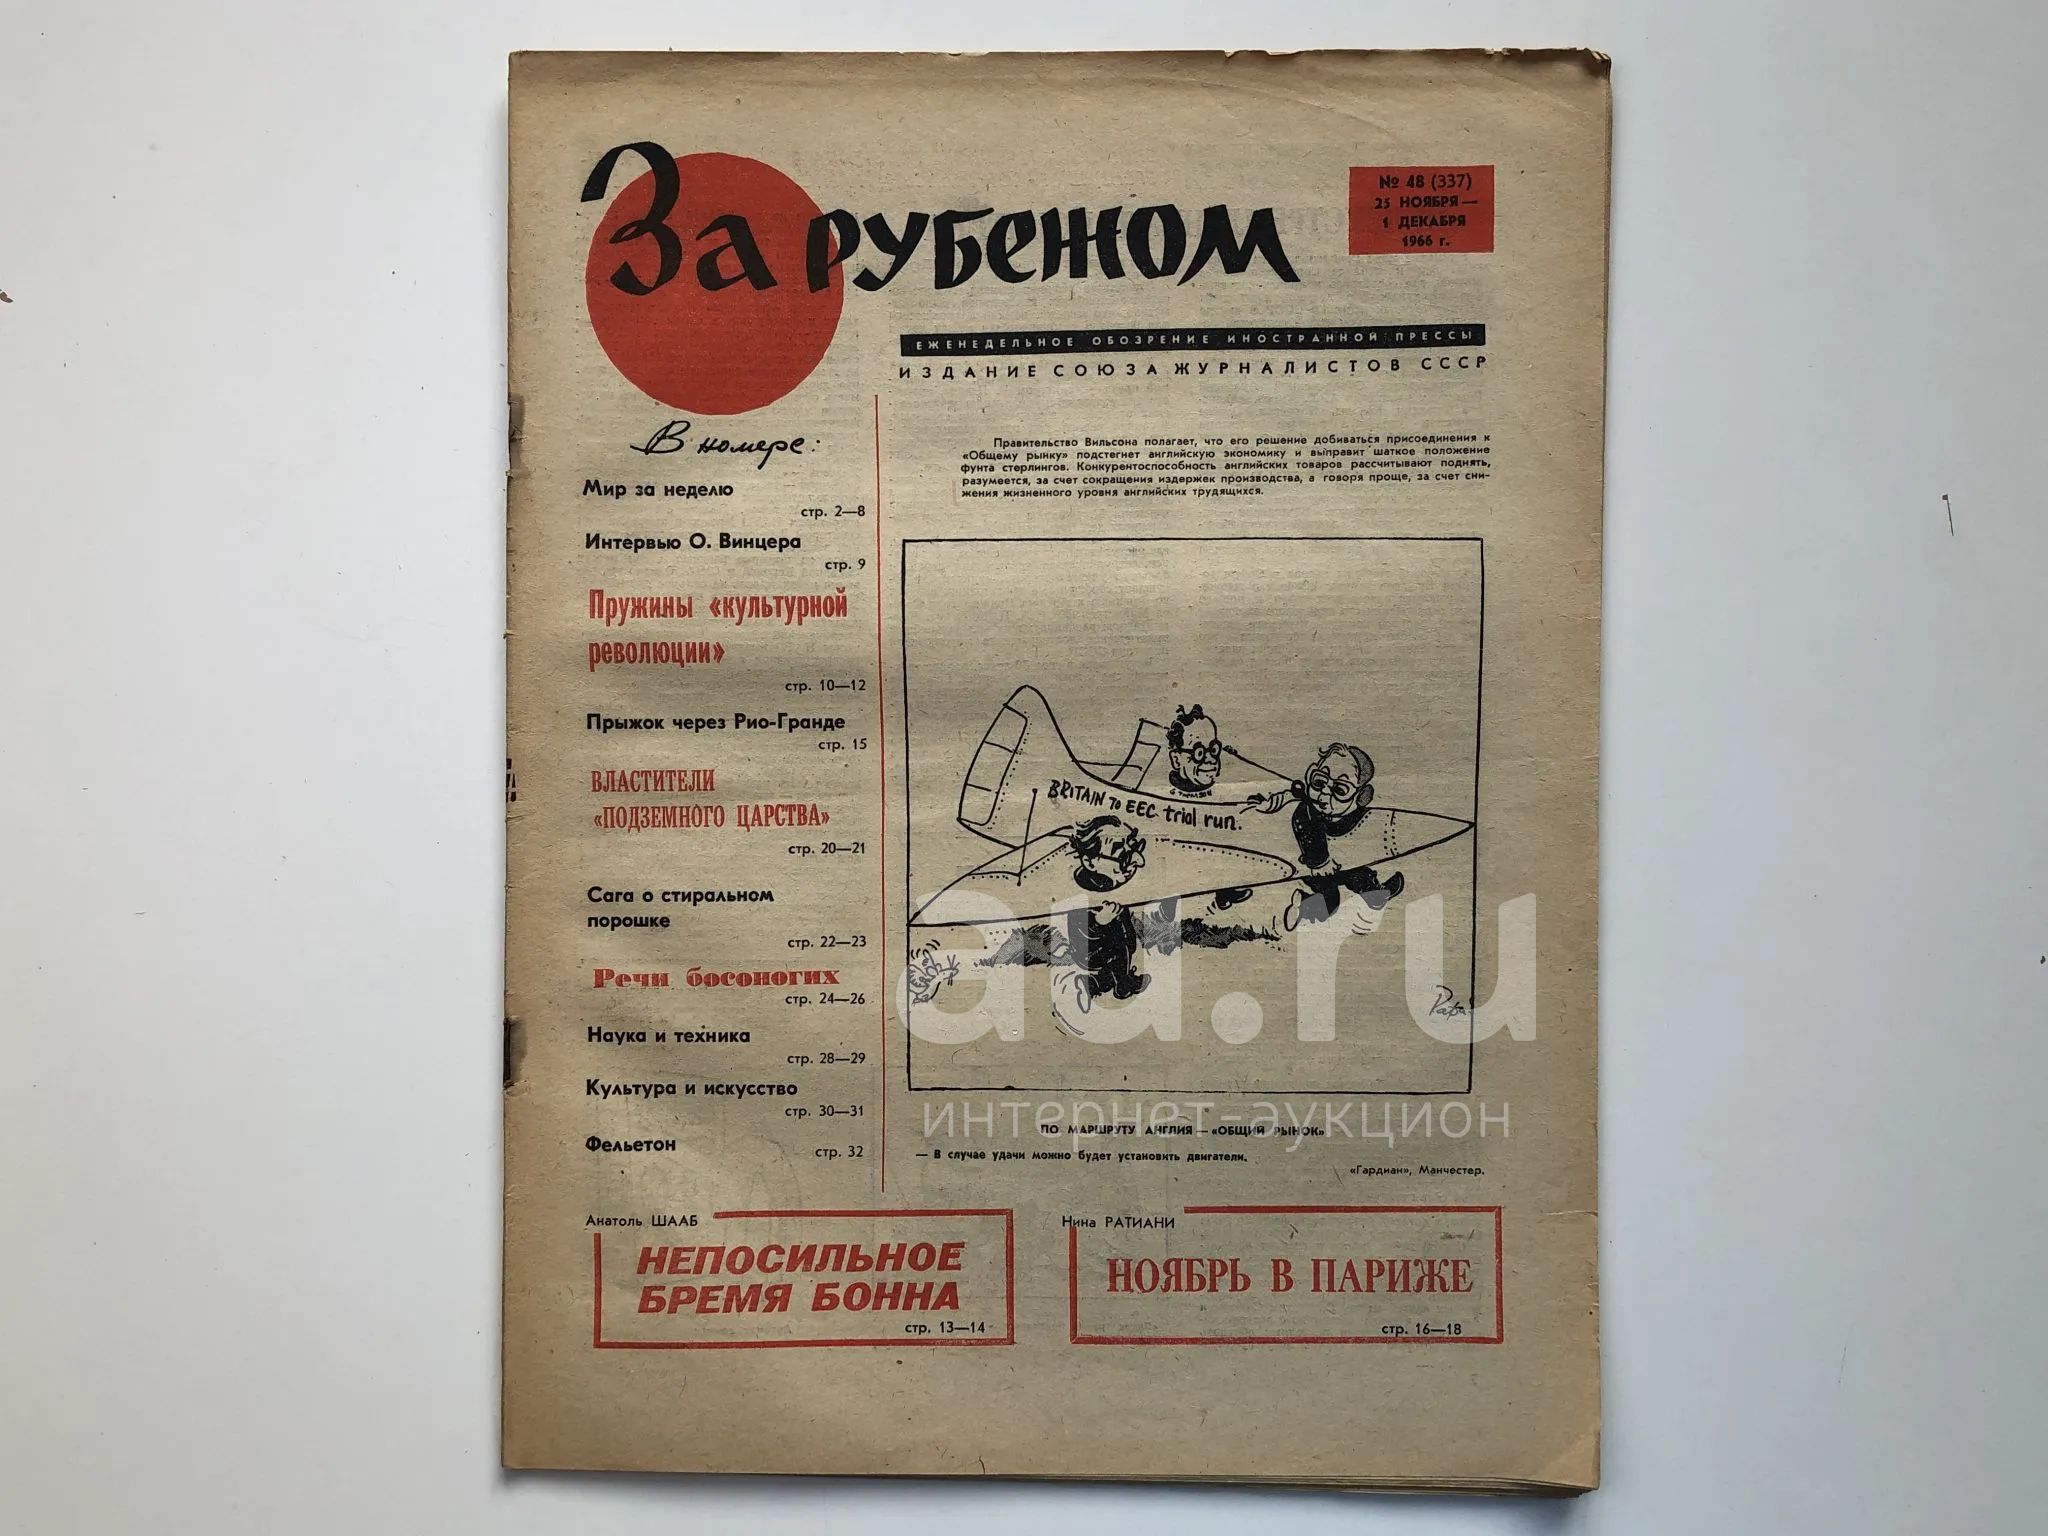 За рубежом
№ 48 (337)
25 НОЯБРЯ—
1 ДЕКАБРЯ
1966 г.
ЕЖЕНЕДЕЛЬНОЕ ОБОЗРЕНИЕ ИНОСТРАННОЙ ПРЕССЫ
ИЗДАНИЕ СОЮЗА ЖУРНАЛИСТОВ СССР
В номере:
Мир за неделю
стр. 2—8
Интервью О. Винцера
стр. 9
Пружины «культурной
революции»
стр. 10—12
Прыжок через Рио-Гранде
стр. 15
ВЛАСТИТЕЛИ
«ПОДЗЕМНОГО ЦАРСТВА»
стр. 20—21
Сага о стиральном
порошке
стр. 22—23
Речи босоногих
стр. 24—26
Наука и техника
стр. 28—29
Культура и искусство
стр. 30—31
Фельетон
стр. 32
Правительство Вильсона полагает, что его решение добиваться присоединения к
«Общему рынку» подстегнет английскую экономику и выправит шаткое положение
фунта стерлингов. Конкурентоспособность английских товаров рассчитывают поднять,
разумеется, за счет сокращения издержек производства, а говоря проще, за счет сни-
жения жизненного уровня английских трудящихся.
G THOMSON
BRITAIN TO EEC trial run.
Papas
au.ru
интернет-аукцион
ПО МАРШРУТУ АНГЛИЯ — «ОБЩИЙ РЫНОК»
— В случае удачи можно будет установить двигатели.
«Гардиан», Манчестер.
Анатоль ШААБ
НЕПОСИЛЬНОЕ
БРЕМЯ БОННА
стр. 13—14
Нина РАТИАНИ
НОЯБРЬ В ПАРИЖЕ
стр. 16—18